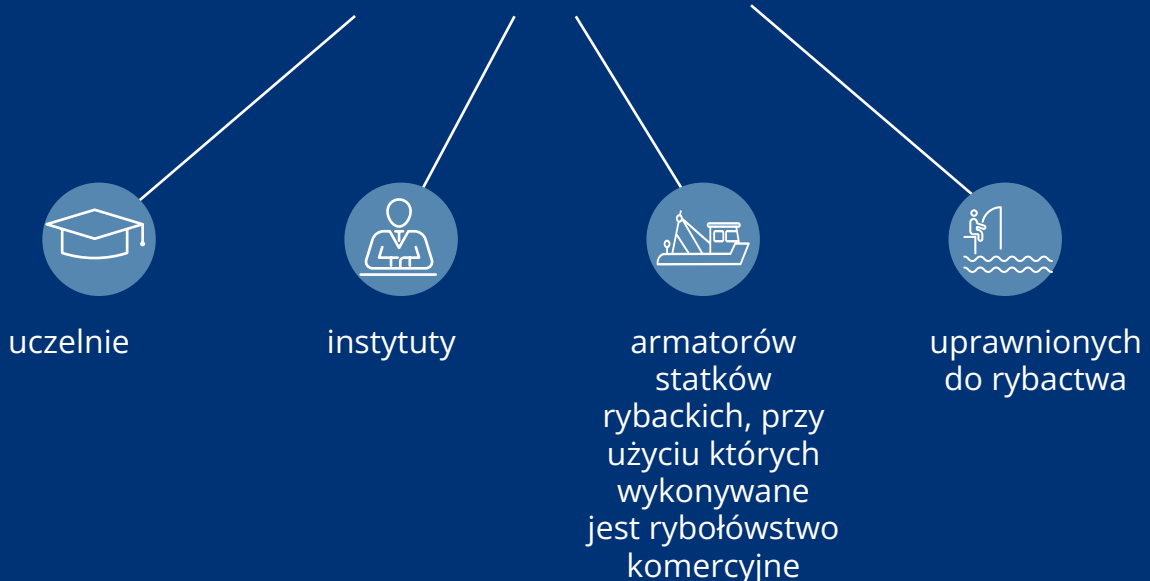 uczelnie
instytuty
armatorów
statków
rybackich, przy
użyciu których
wykonywane
jest rybołówstwo
komercyjne
uprawnionych
do rybactwa